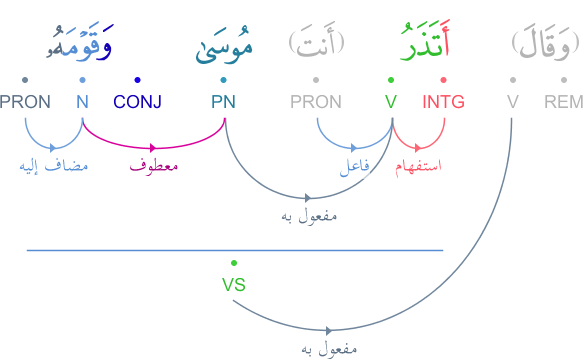 (وَقَالَ) أَتَذَرُ (أَنتَ) مُوسَىٰ وَقَوْمَهُۥ
PRON N CONJ PN PRON V INTG V REM
مضاف إليه معطوف فاعل استفهام
مفعول به
VS
مفعول به